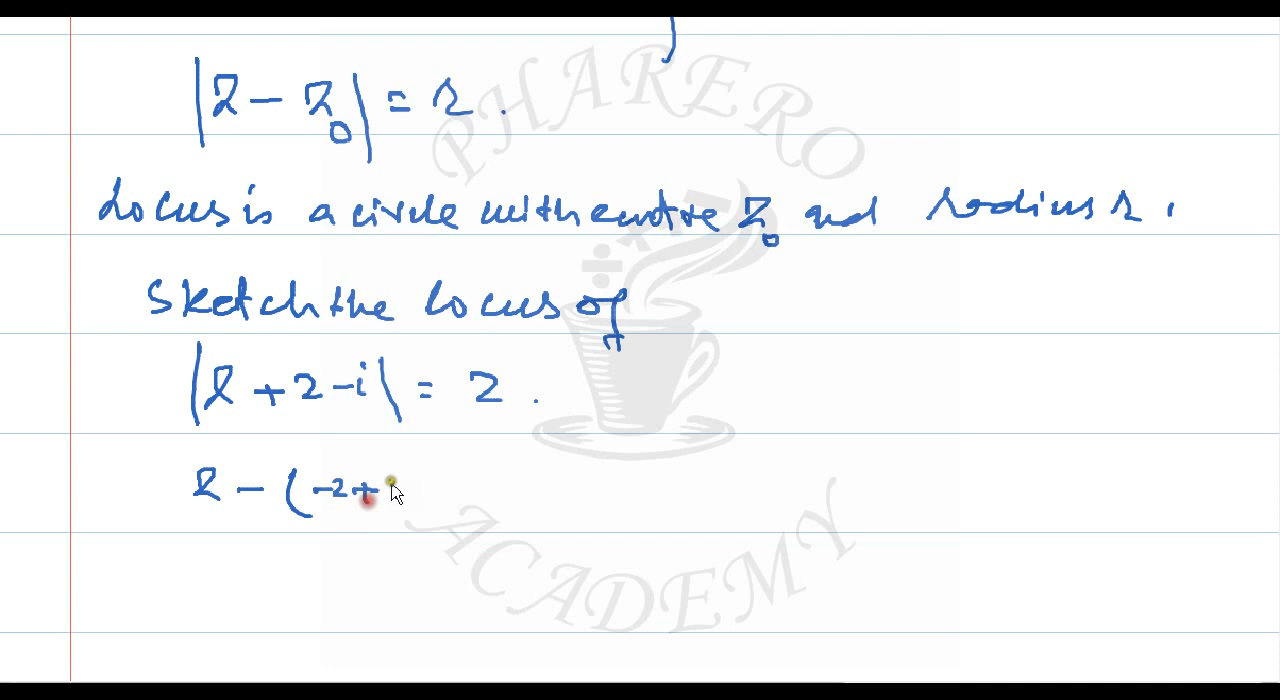 |z - z₀| = r.
Locus is a circle with centre z₀ and radius r.
Sketch the locus of
|z + 2 - i| = 2.
z - (-2+
PHARERO
ACADEMY